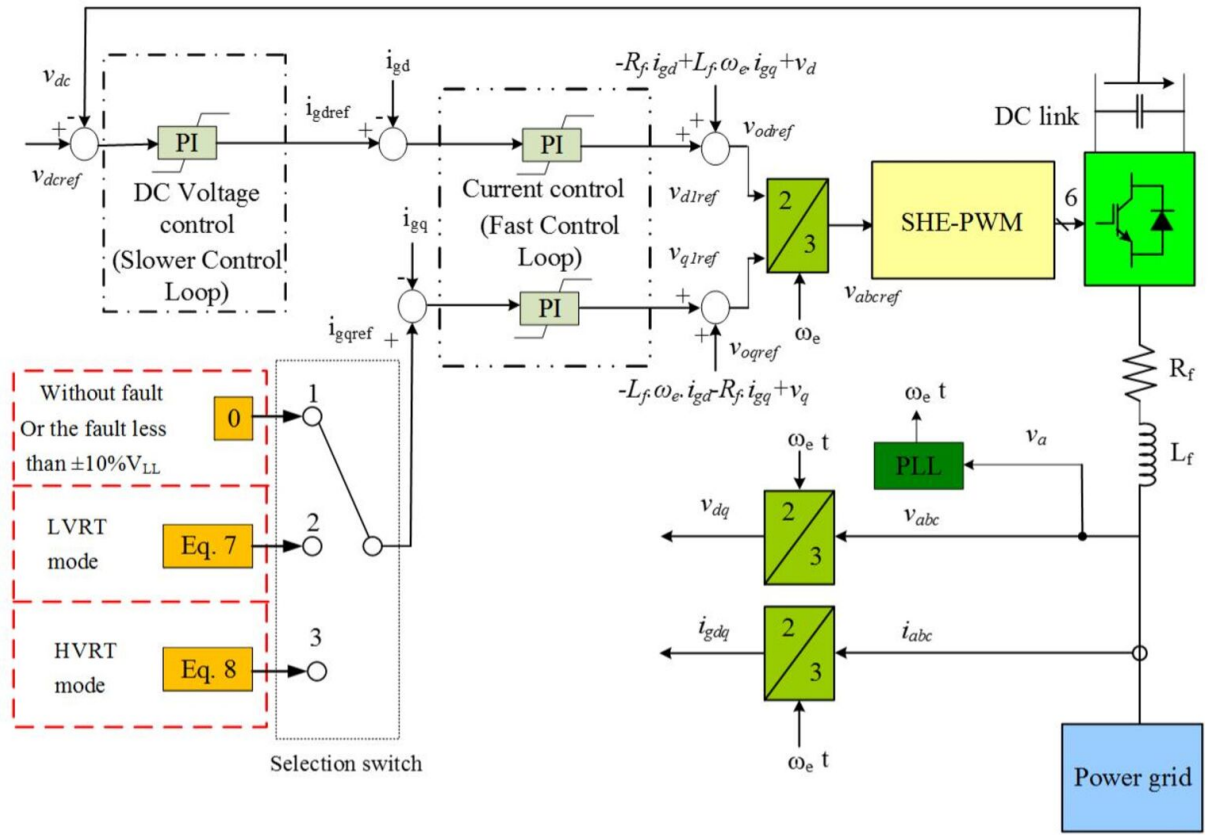 v_dc
-
+
v_dcref
PI
DC Voltage
control
(Slower Control
Loop)
i_gdref
i_gd
-
+
PI
Current control
(Fast Control
Loop)
PI
i_gq
-
i_gqref
+
-R_f.i_gd+L_f.ω_e.i_gq+v_d
+
+
v_odref
v_d1ref
v_q1ref
+
+
v_oqref
-L_f.ω_e.i_gd-R_f.i_gq+v_q
2
3
ω_e
v_abcref
SHE-PWM
6
DC link
R_f
L_f
Without fault
Or the fault less
than ±10%V_LL
0
1
LVRT
mode
Eq. 7
2
HVRT
mode
Eq. 8
3
Selection switch
ω_e t
PLL
v_a
ω_e t
v_dq
2
3
v_abc
i_gdq
2
3
i_abc
ω_e t
Power grid